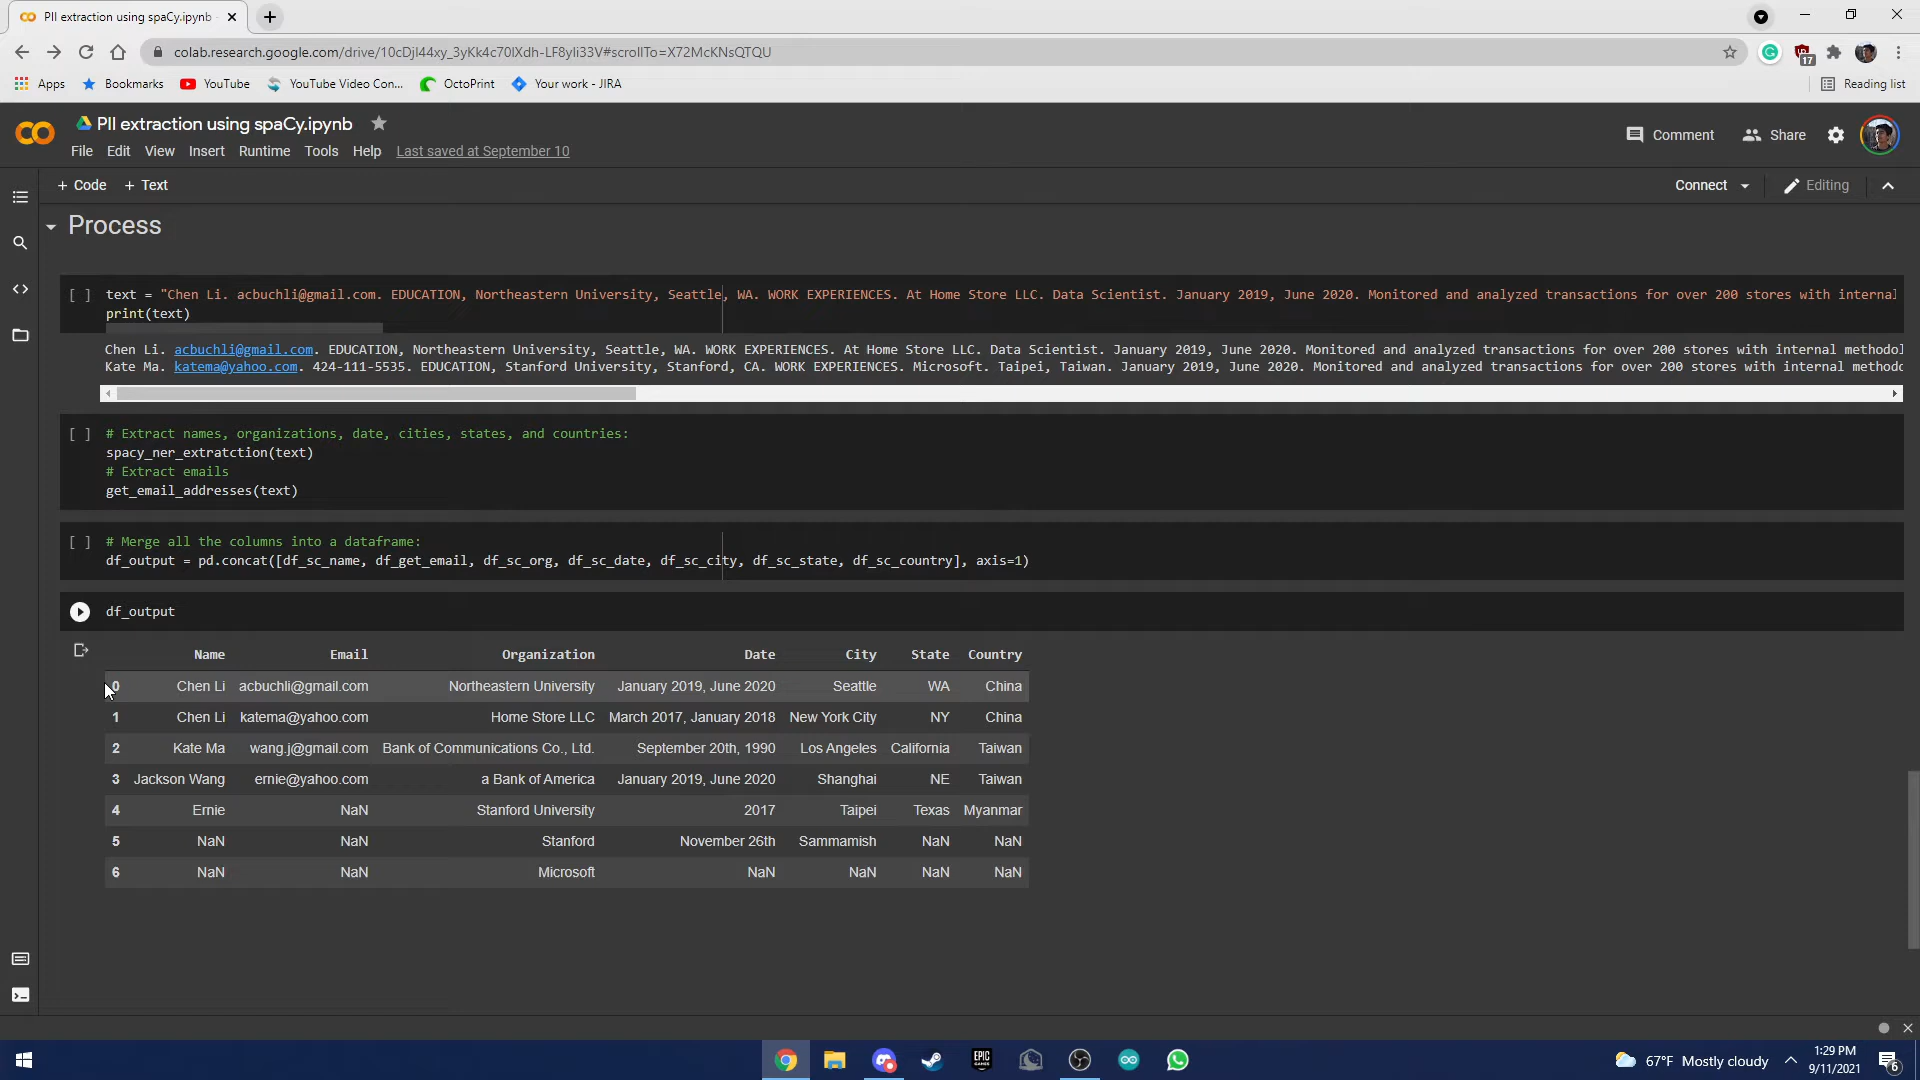 PII extraction using spaCy.ipynb
colab.research.google.com/drive/10cDjI44xy_3yKk4c70lXdh-LF8yIi33V#scrollTo=X72McKNsQTQU
17
Apps
Bookmarks
YouTube
YouTube Video Con...
OctoPrint
Your work - JIRA
Reading list
PII extraction using spaCy.ipynb
Comment
Share
File Edit View Insert Runtime Tools Help Last saved at September 10
+ Code + Text
Connect
Editing
Process
[ ] text = "Chen Li. acbuchli@gmail.com. EDUCATION, Northeastern University, Seattle, WA. WORK EXPERIENCES. At Home Store LLC. Data Scientist. January 2019, June 2020. Monitored and analyzed transactions for over 200 stores with internal
print(text)
Chen Li. acbuchli@gmail.com. EDUCATION, Northeastern University, Seattle, WA. WORK EXPERIENCES. At Home Store LLC. Data Scientist. January 2019, June 2020. Monitored and analyzed transactions for over 200 stores with internal methodol
Kate Ma. katema@yahoo.com. 424-111-5535. EDUCATION, Stanford University, Stanford, CA. WORK EXPERIENCES. Microsoft. Taipei, Taiwan. January 2019, June 2020. Monitored and analyzed transactions for over 200 stores with internal methodo
[ ] # Extract names, organizations, date, cities, states, and countries:
spacy_ner_extratction(text)
# Extract emails
get_email_addresses(text)
[ ] # Merge all the columns into a dataframe:
df_output = pd.concat([df_sc_name, df_get_email, df_sc_org, df_sc_date, df_sc_city, df_sc_state, df_sc_country], axis=1)
df_output
Name Email Organization Date City State Country
0 Chen Li acbuchli@gmail.com Northeastern University January 2019, June 2020 Seattle WA China
1 Chen Li katema@yahoo.com Home Store LLC March 2017, January 2018 New York City NY China
2 Kate Ma wang.j@gmail.com Bank of Communications Co., Ltd. September 20th, 1990 Los Angeles California Taiwan
3 Jackson Wang ernie@yahoo.com a Bank of America January 2019, June 2020 Shanghai NE Taiwan
4 Ernie NaN Stanford University 2017 Taipei Texas Myanmar
5 NaN NaN Stanford November 26th Sammamish NaN NaN
6 NaN NaN Microsoft NaN NaN NaN NaN
EPIC GAMES
67°F Mostly cloudy
1:29 PM
9/11/2021
6